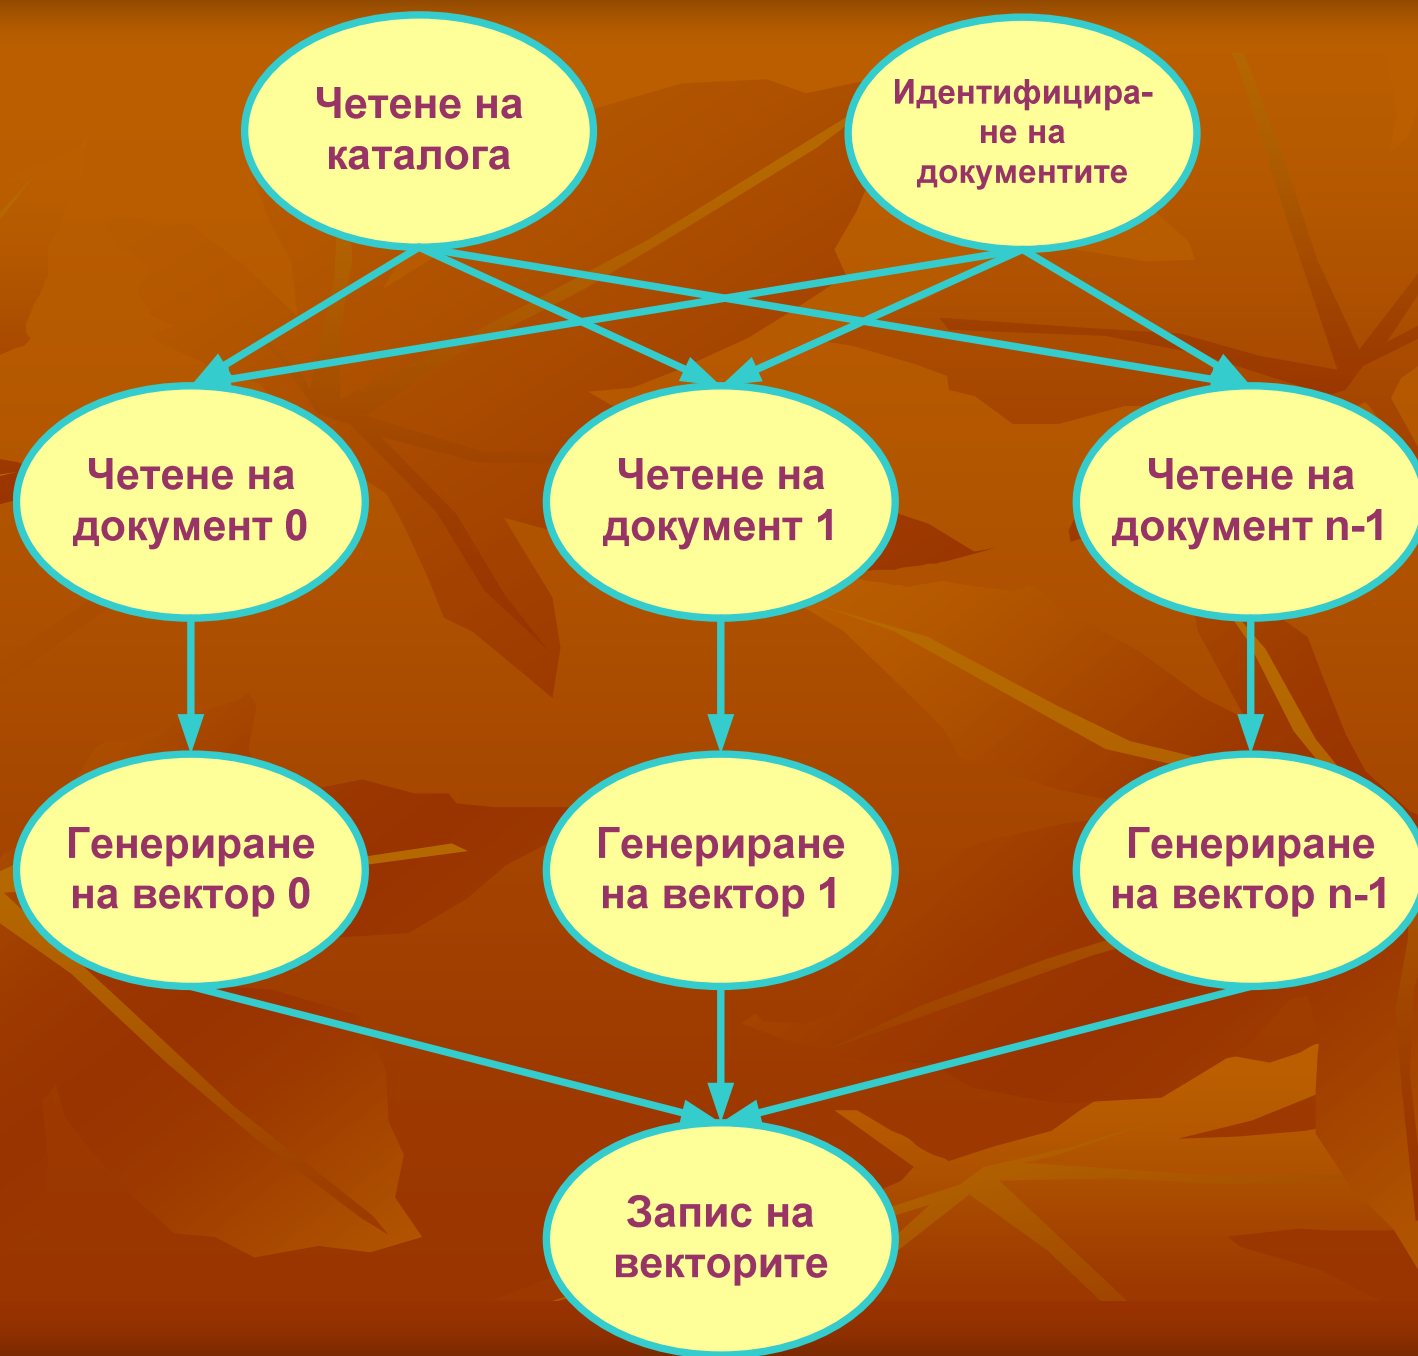 Четене на
каталога
Идентифицира-
не на
документите
Четене на
документ 0
Четене на
документ 1
Четене на
документ n-1
Генериране
на вектор 0
Генериране
на вектор 1
Генериране
на вектор n-1
Запис на
векторите